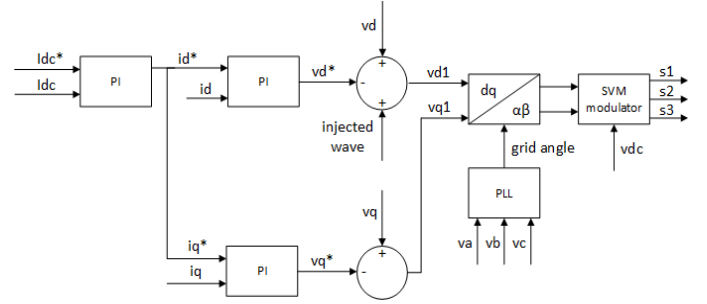 vd
Idc*
Idc
PI
id*
id
PI
vd*
+
-
+
injected
wave
vd1
vq1
dq
αβ
SVM
modulator
s1
s2
s3
grid angle
vdc
PLL
va
vb
vc
vq
iq*
iq
PI
vq*
+
-